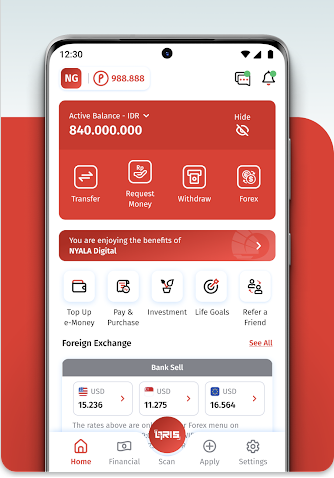 12:30
NG
988.888
Active Balance - IDR
Hide
840.000.000
Transfer
Request
Money
Withdraw
Forex
You are enjoying the benefits of
NYALA Digital
Top Up
e-Money
Pay &
Purchase
Investment
Life Goals
Refer a
Friend
Foreign Exchange
See All
Bank Sell
USD
15.236
USD
11.275
USD
16.564
The rates above are only
Forex menu on
QRIS
Home
Financial
Scan
Apply
Settings